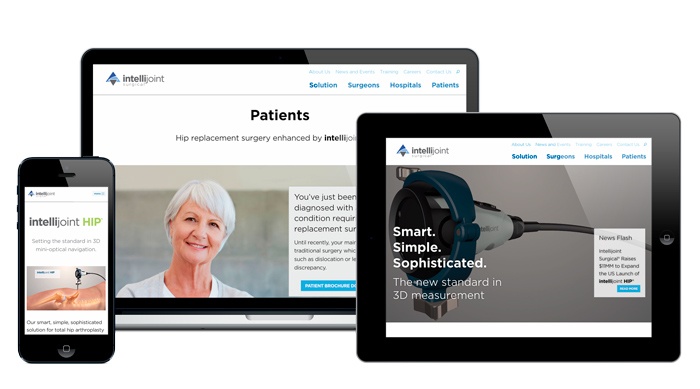 intellijoint
surgical
About Us News and Events Training Careers Contact Us
Solution Surgeons Hospitals Patients
Patients
Hip replacement surgery enhanced by intellijoi
You've just been
diagnosed with
condition requir
replacement sur
Until recently, your main
traditional surgery which
such as dislocation or le
discrepancy.
PATIENT BROCHURE DO
intellijoint
surgical
About Us News and Events Training Careers Contact Us
Solution Surgeons Hospitals Patients
Smart.
Simple.
Sophisticated.
The new standard in
3D measurement
News Flash
Intellijoint
Surgical® Raises
$11MM to Expand
the US Launch of
intellijoint HIP®
READ MORE
intellijoint
intellijoint HIP®
Setting the standard in 3D
mini-optical navigation.
intellijoint HIP
Our smart, simple, sophisticated
solution for total hip arthroplasty